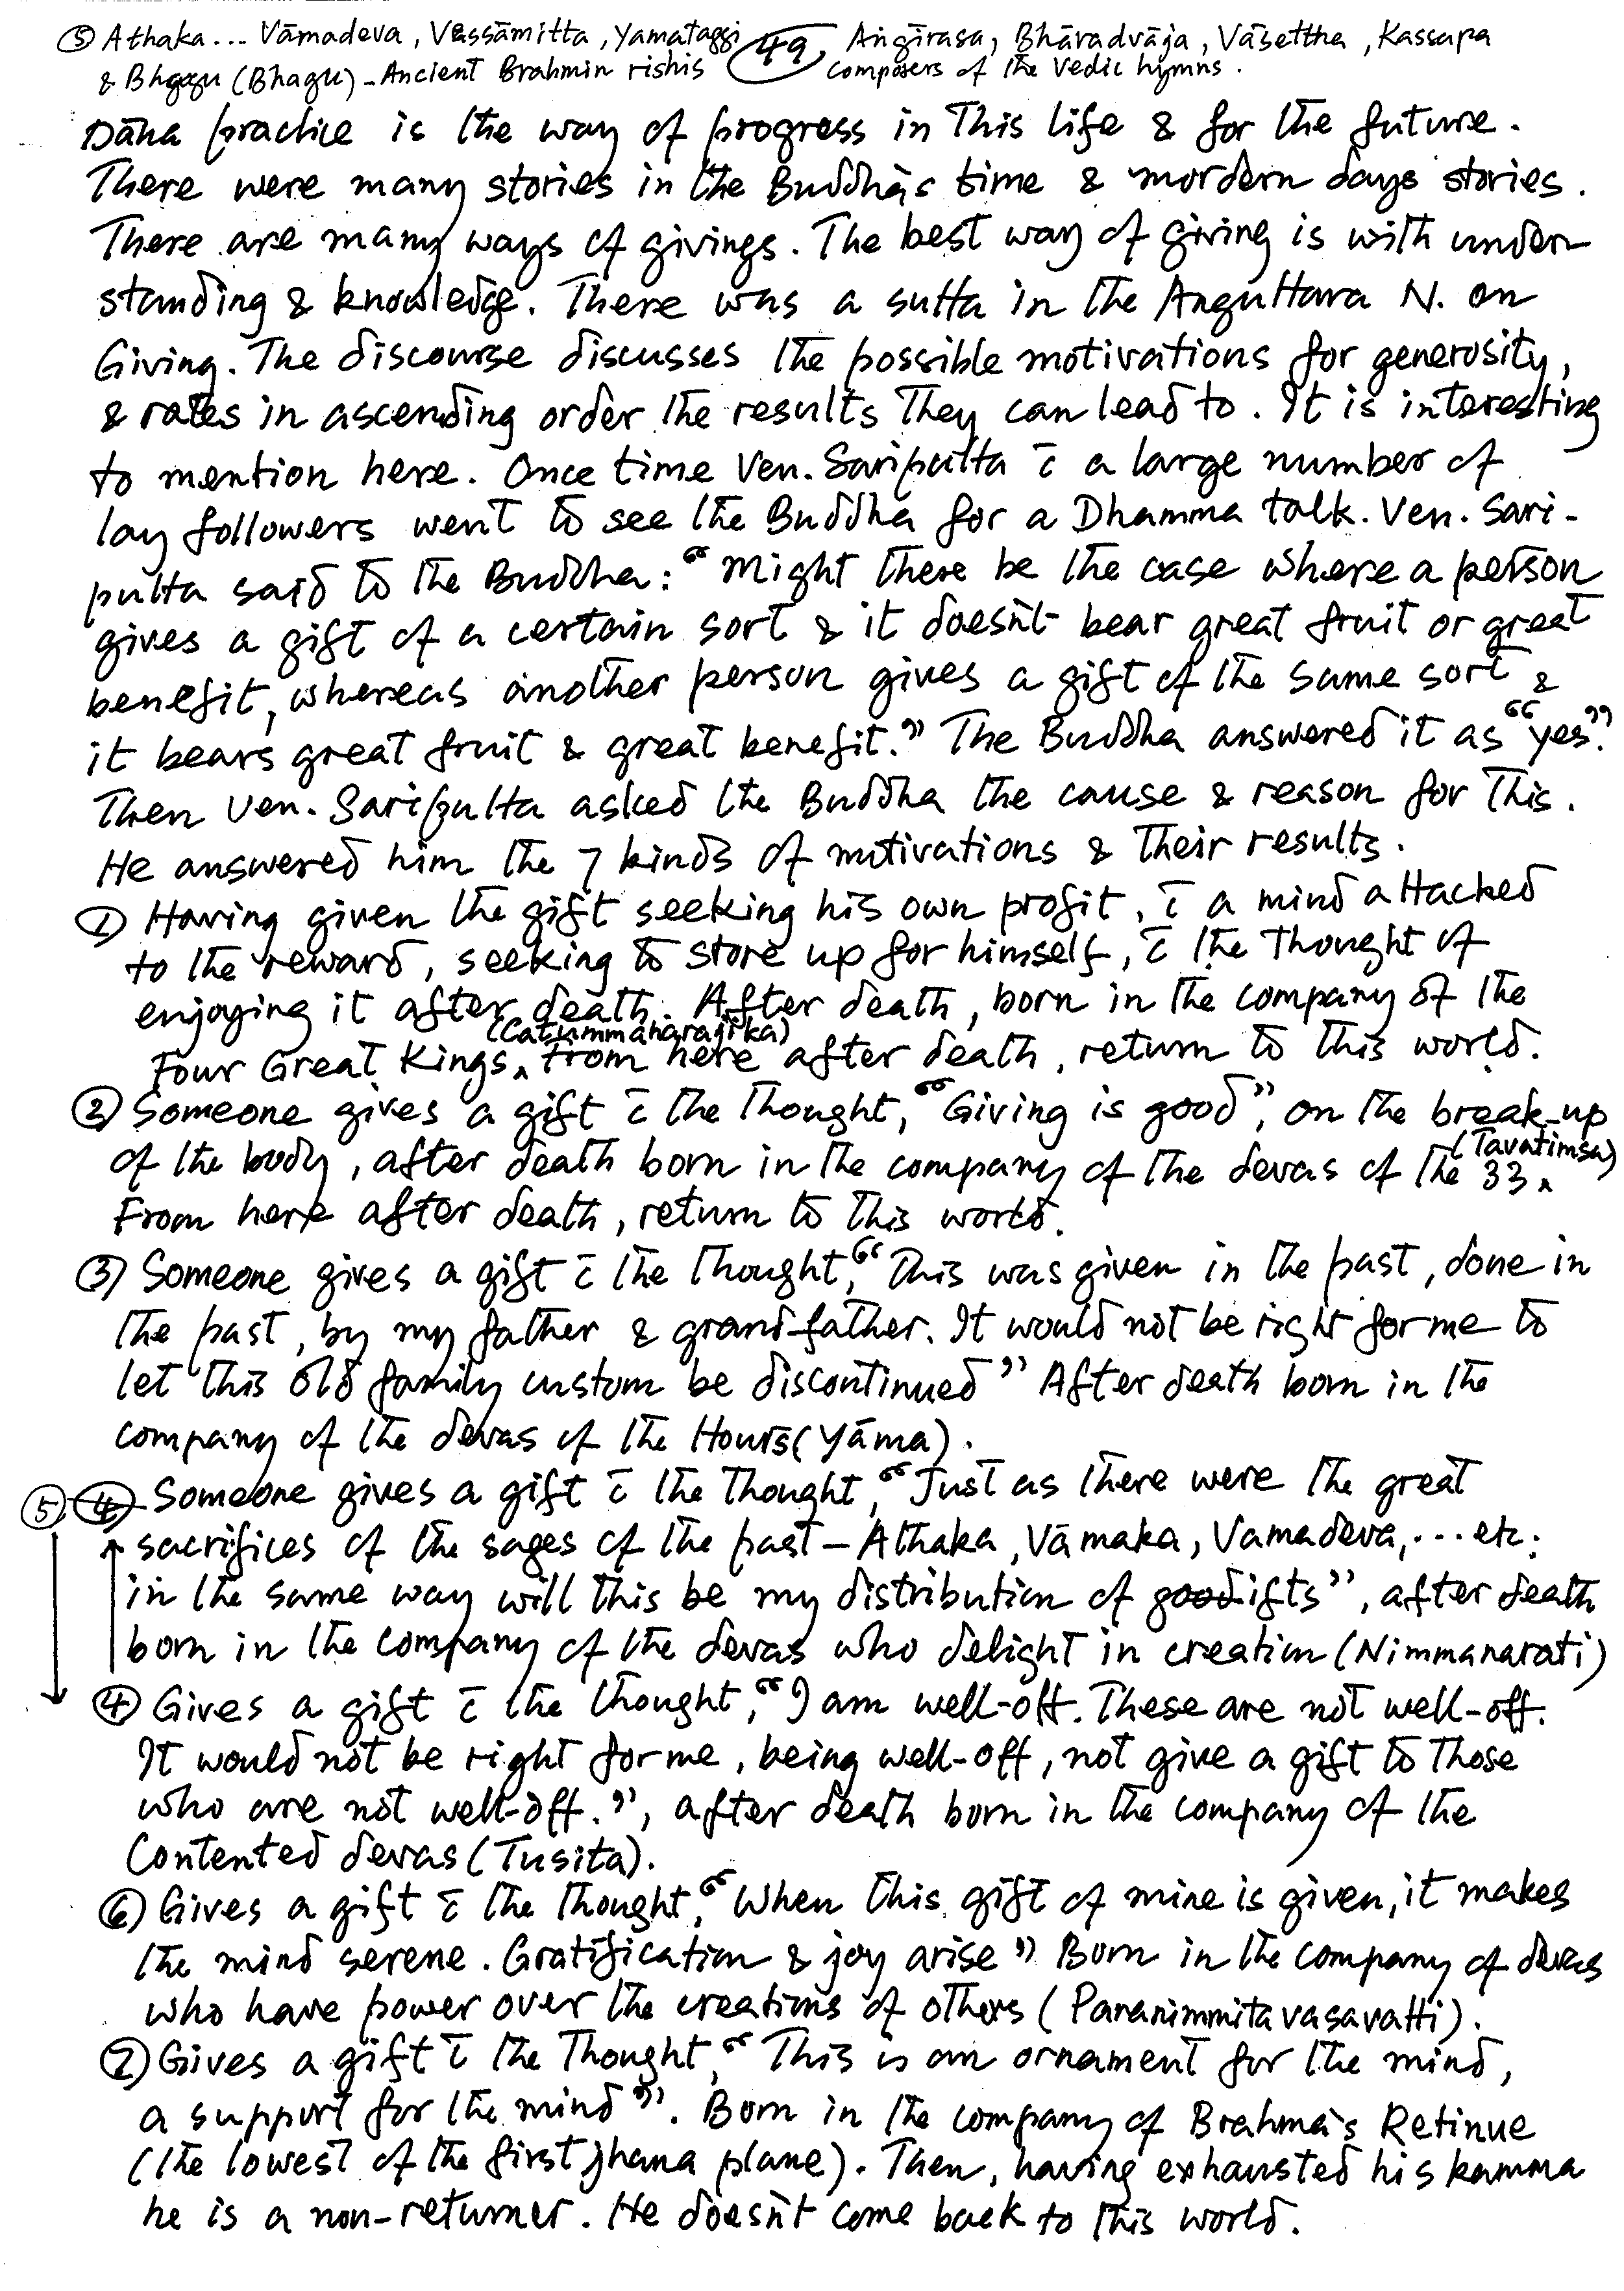 ⑤ Athaka... Vāmadeva, Vessāmitta, Yamataggi 49 Angīrasa, Bhāradvāja, Vāsettha, Kassapa
& Bhagu (Bhagu) - Ancient Brahmin rishis composers of the Vedic hymns.
Dāna practice is the way of progress in this life & for the future.
There were many stories in the Buddha's time & mordern days stories.
There are many ways of givings. The best way of giving is with under-
standing & knowledge. There was a sutta in the Anguttara N. on
Giving. The discourse discusses the possible motivations for generosity,
& rates in ascending order the results they can lead to. It is interesting
to mention here. Once time Ven. Sariputta c̄ a large number of
lay followers went to see the Buddha for a Dhamma talk. Ven. Sari-
putta said to the Buddha: "Might there be the case where a person
gives a gift of a certain sort & it doesn't bear great fruit or great
benefit, whereas another person gives a gift of the same sort &
it bears great fruit & great benefit." The Buddha answered it as "yes".
Then Ven. Sariputta asked the Buddha the cause & reason for this.
He answered him the 7 kinds of motivations & their results.
① Having given the gift seeking his own profit, c̄ a mind attacked
to the reward, seeking to store up for himself, c̄ the thought of
enjoying it after death. After death, born in the company of the
Four Great Kings (Catummaharajika), from here after death, return to this world.
② Someone gives a gift c̄ the thought, "Giving is good", on the break-up
of the body, after death born in the company of the devas of the 33 (Tavatimsa)
From here after death, return to this world.
③ Someone gives a gift c̄ the thought, "This was given in the past, done in
the past, by my father & grand-father. It would not be right for me to
let this old family custom be discontinued" After death born in the
company of the devas of the Hours (Yāma).
⑤ ④ Someone gives a gift c̄ the thought, "Just as there were the great
sacrifices of the sages of the past - Athaka, Vāmaka, Vamadeva, ... etc;
in the same way will this be my distribution of goodifts", after death
born in the company of the devas who delight in creation (Nimmanarati)
④ Gives a gift c̄ the thought, "I am well-off. These are not well-off.
It would not be right for me, being well-off, not give a gift to those
who are not well-off.", after death born in the company of the
Contented devas (Tusita).
⑥ Gives a gift c̄ the thought, "When this gift of mine is given, it makes
the mind serene. Gratification & joy arise" Born in the company of devas
who have power over the creations of others (Paranimmitavasavatti).
⑦ Gives a gift c̄ the thought, "This is an ornament for the mind,
a support for the mind". Born in the company of Brahma's Retinue
(the lowest of the first jhana plane). Then, having exhausted his kamma
he is a non-returner. He doesn't come back to this world.